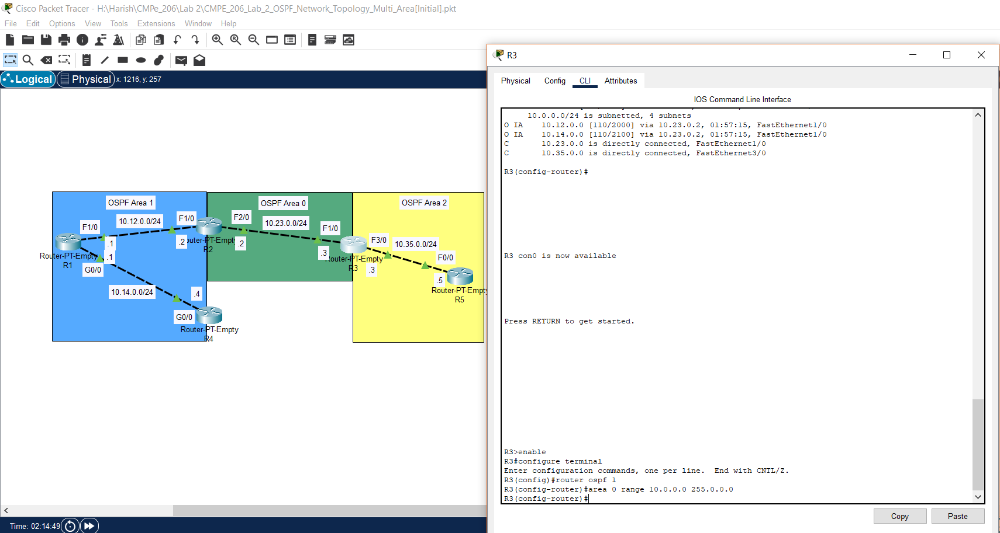 Cisco Packet Tracer - H:\Harish\CMPe_206\Lab 2\CMPE_206_Lab_2_OSPF_Network_Topology_Multi_Area[Initial].pkt
File Edit Options View Tools Extensions Window Help
Logical Physical x: 1216, y: 257
OSPF Area 1
OSPF Area 0
OSPF Area 2
F1/0
10.12.0.0/24
F1/0
F2/0
10.23.0.0/24
F1/0
F3/0
10.35.0.0/24
F0/0
.1
.1
.2
.2
.3
.3
.5
Router-PT-Empty
R1
outer-PT-Empty
R2
outer-PT-Empty
R3
Router-PT-Empty
R5
G0/0
10.14.0.0/24
.4
G0/0
Router-PT-Empty
R4
Time: 02:14:49
R3
Physical Config CLI Attributes
IOS Command Line Interface
10.0.0.0/24 is subnetted, 4 subnets
O IA 10.12.0.0 [110/2000] via 10.23.0.2, 01:57:15, FastEthernet1/0
O IA 10.14.0.0 [110/2100] via 10.23.0.2, 01:57:15, FastEthernet1/0
C 10.23.0.0 is directly connected, FastEthernet1/0
C 10.35.0.0 is directly connected, FastEthernet3/0
R3(config-router)#
R3 con0 is now available
Press RETURN to get started.
R3>enable
R3#configure terminal
Enter configuration commands, one per line. End with CNTL/Z.
R3(config)#router ospf 1
R3(config-router)#area 0 range 10.0.0.0 255.0.0.0
R3(config-router)#
Copy Paste